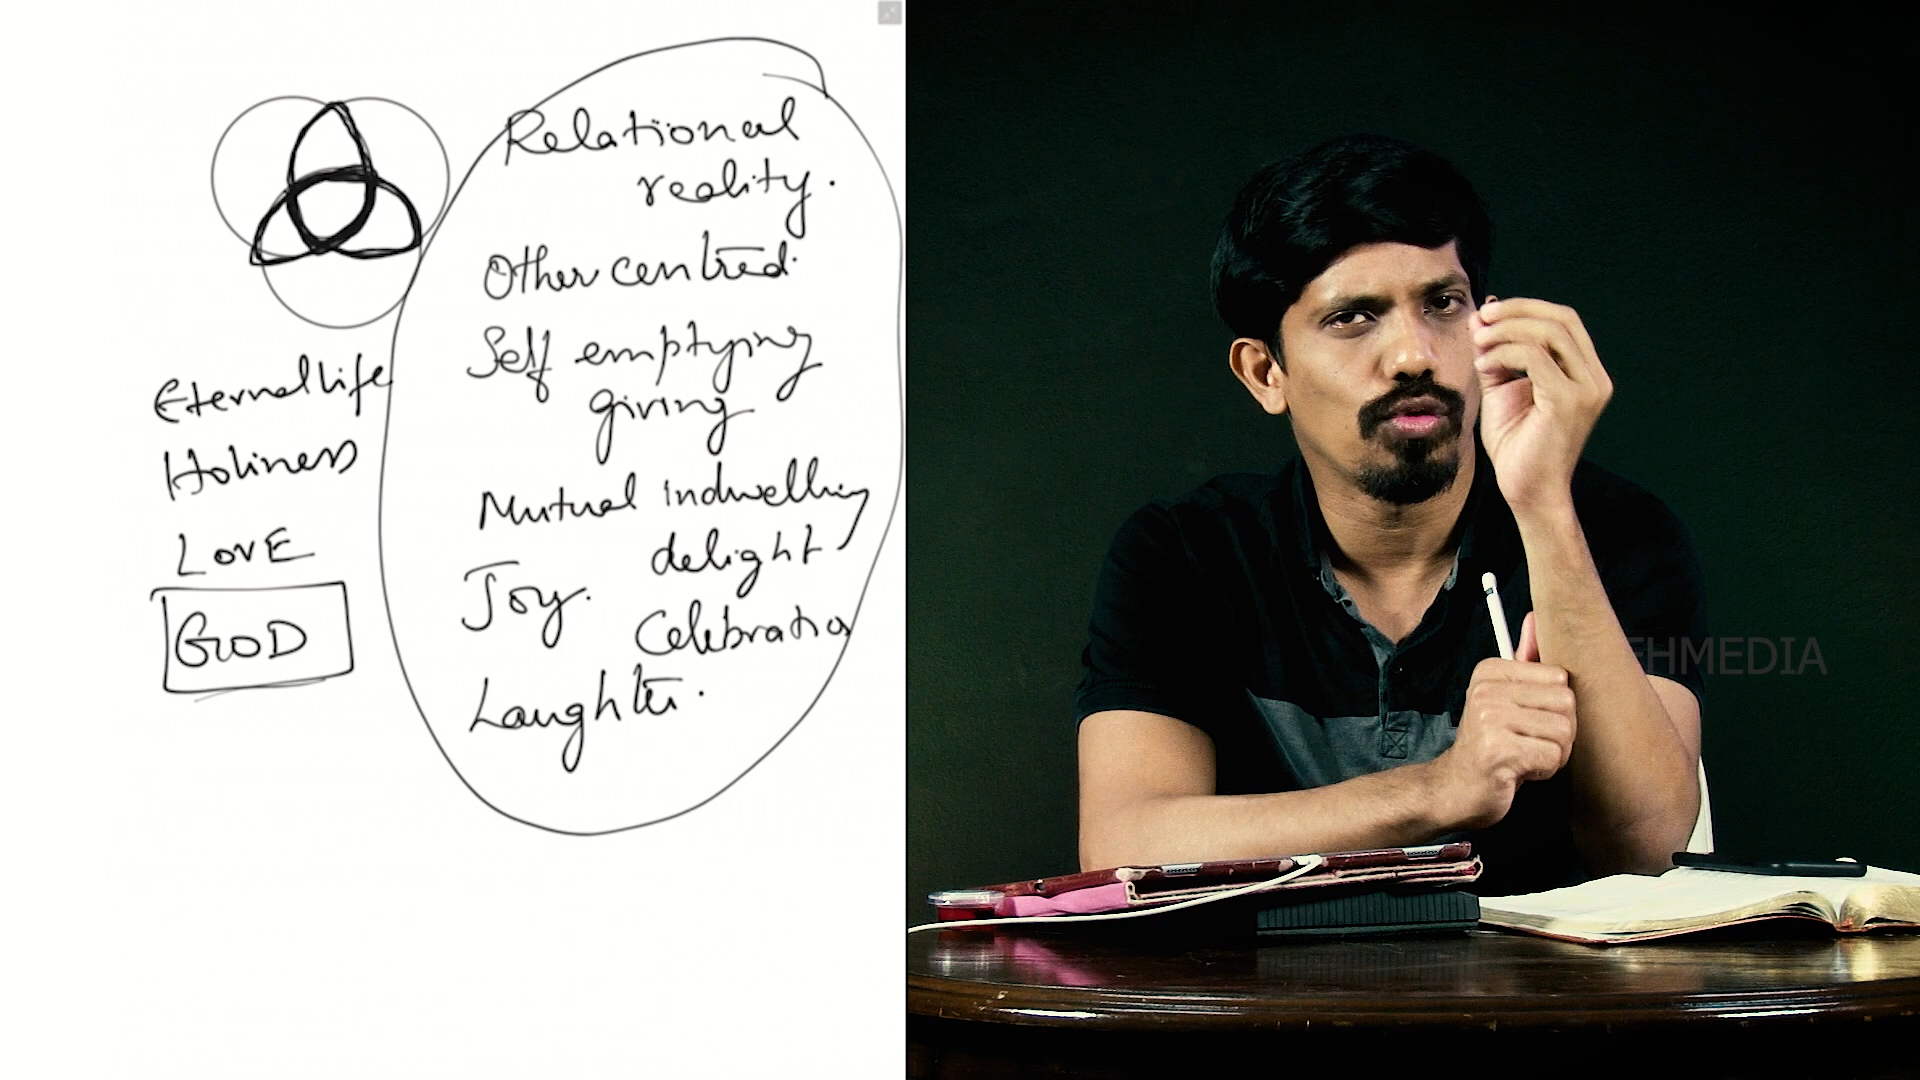 Relational
reality.
Other centred.
Self emptying
giving
Mutual indwelling
delight
Joy.
Celebration
Laughter.
Eternal Life
Holiness
LOVE
GOD
EHMEDIA